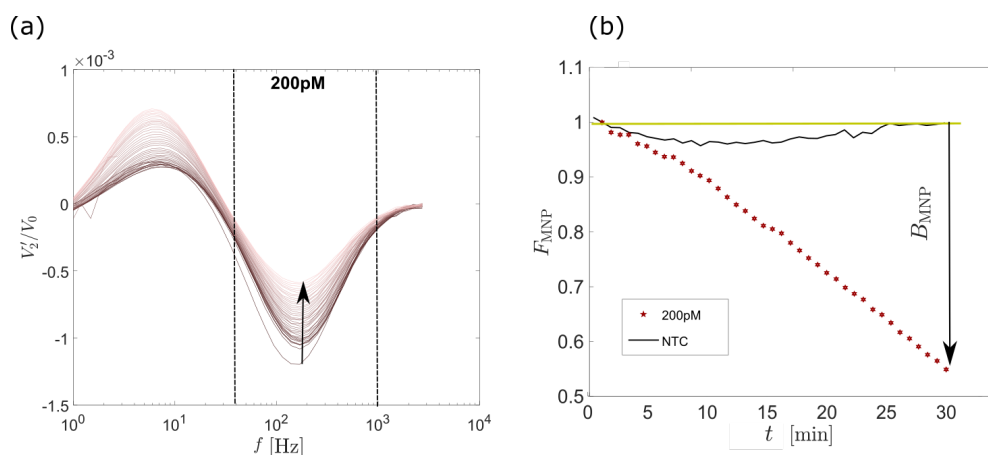 (a)
×10⁻³
1
0.5
0
-0.5
-1
-1.5
V₂′/V₀
200pM
10⁰
10¹
10²
10³
10⁴
f [Hz]
(b)
1.1
1
0.9
0.8
0.7
0.6
0.5
F_MNP
B_MNP
200pM
NTC
0
5
10
15
20
25
30
t [min]